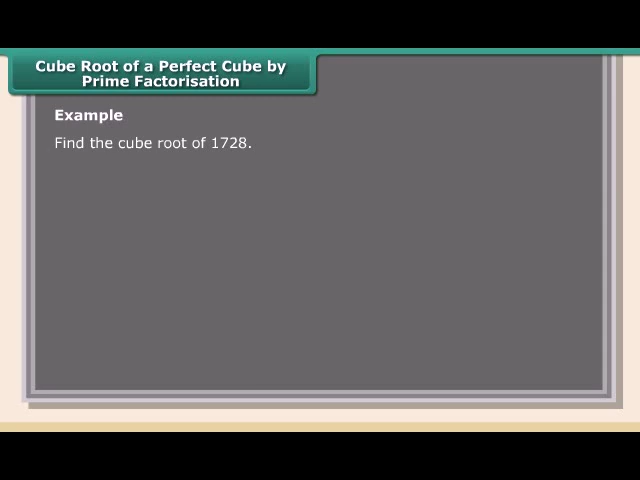 Cube Root of a Perfect Cube by
Prime Factorisation
Example
Find the cube root of 1728.